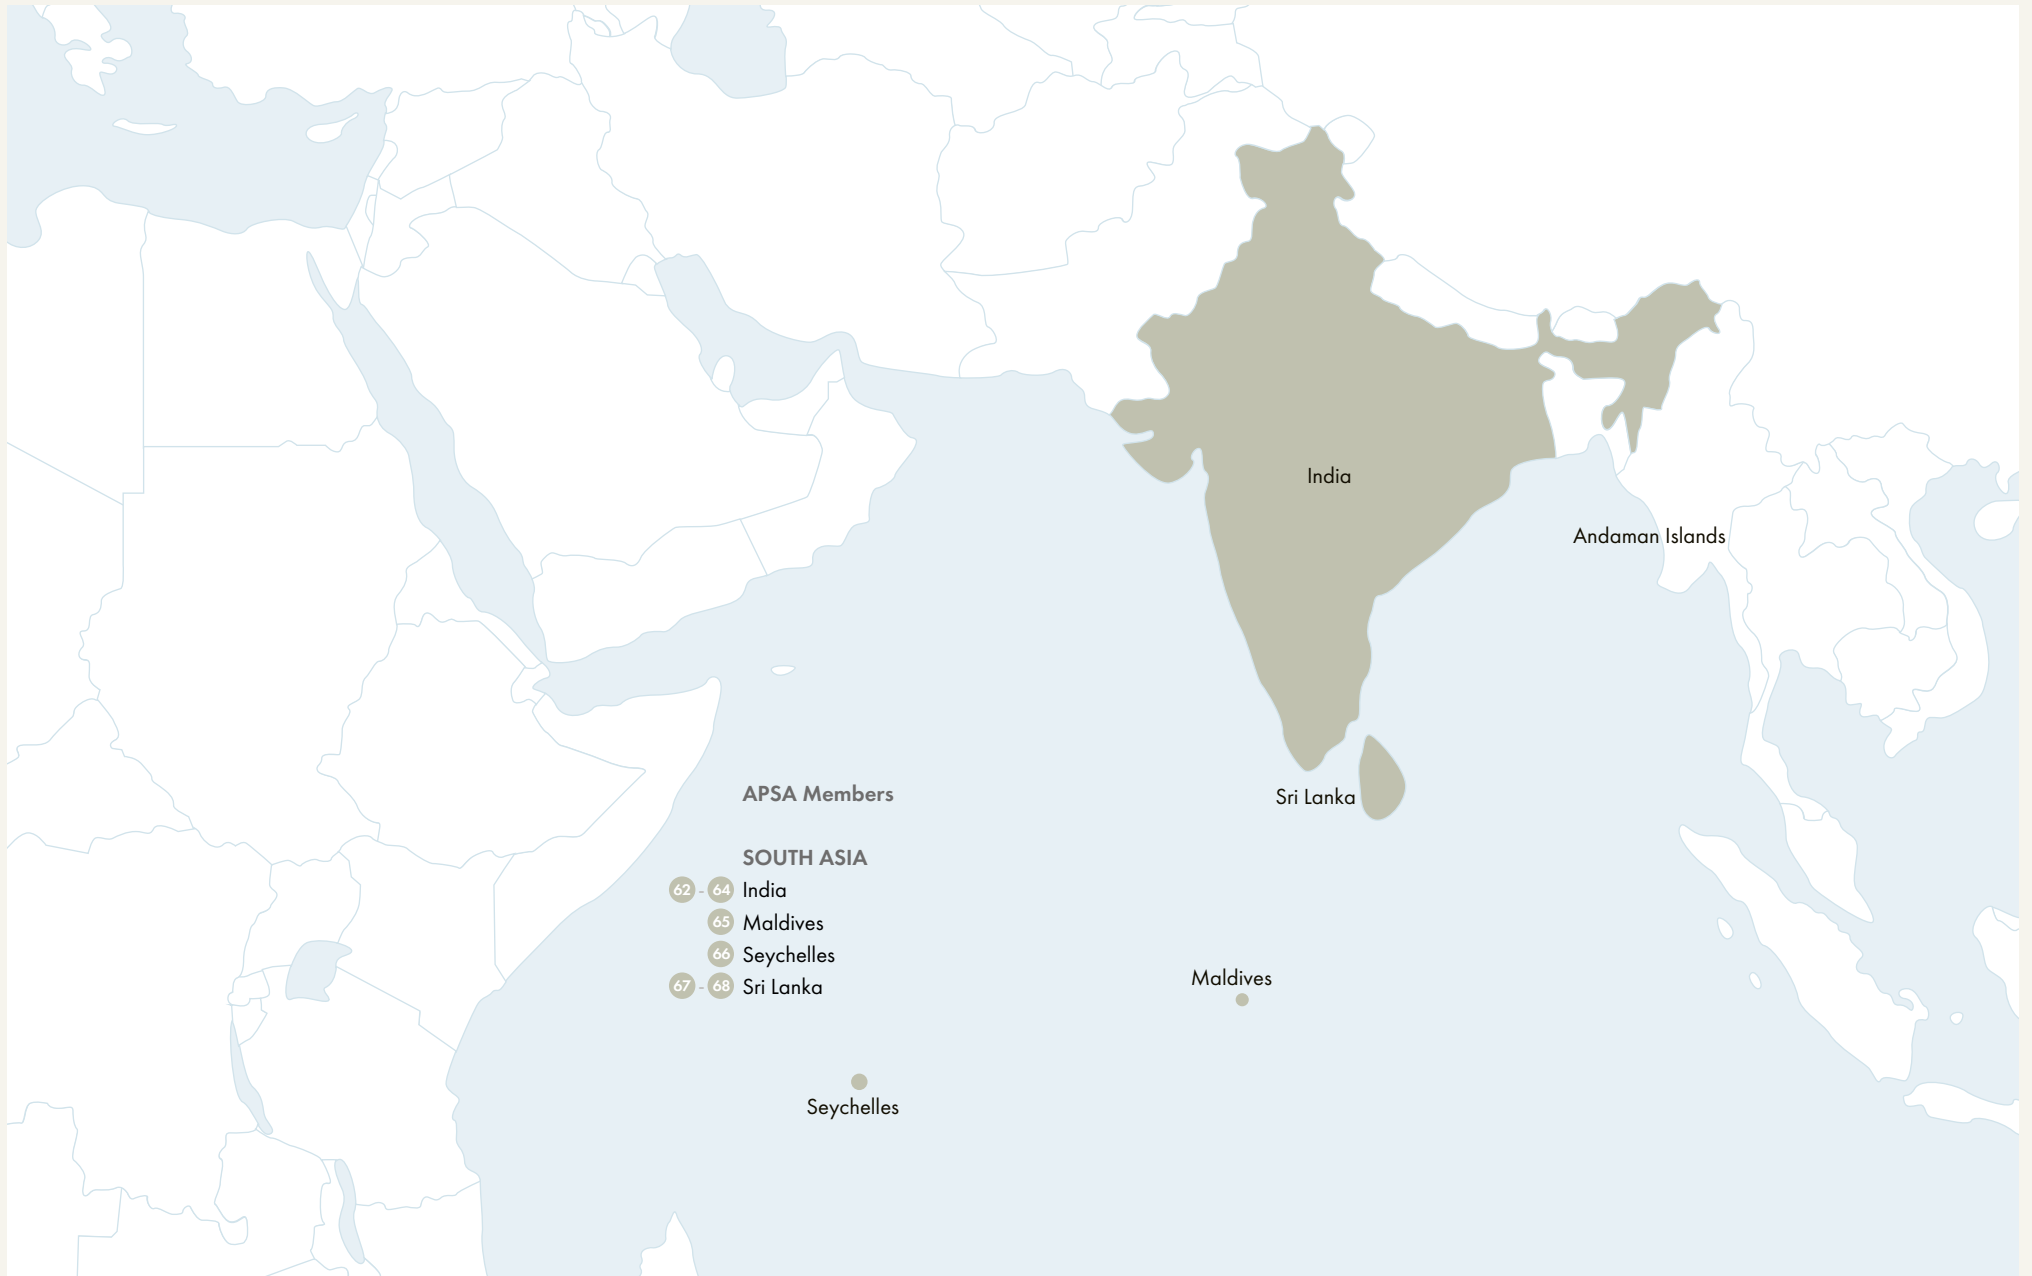 India
Andaman Islands
Sri Lanka
APSA Members
SOUTH ASIA
62 - 64 India
65 Maldives
66 Seychelles
67 - 68 Sri Lanka
Maldives
Seychelles